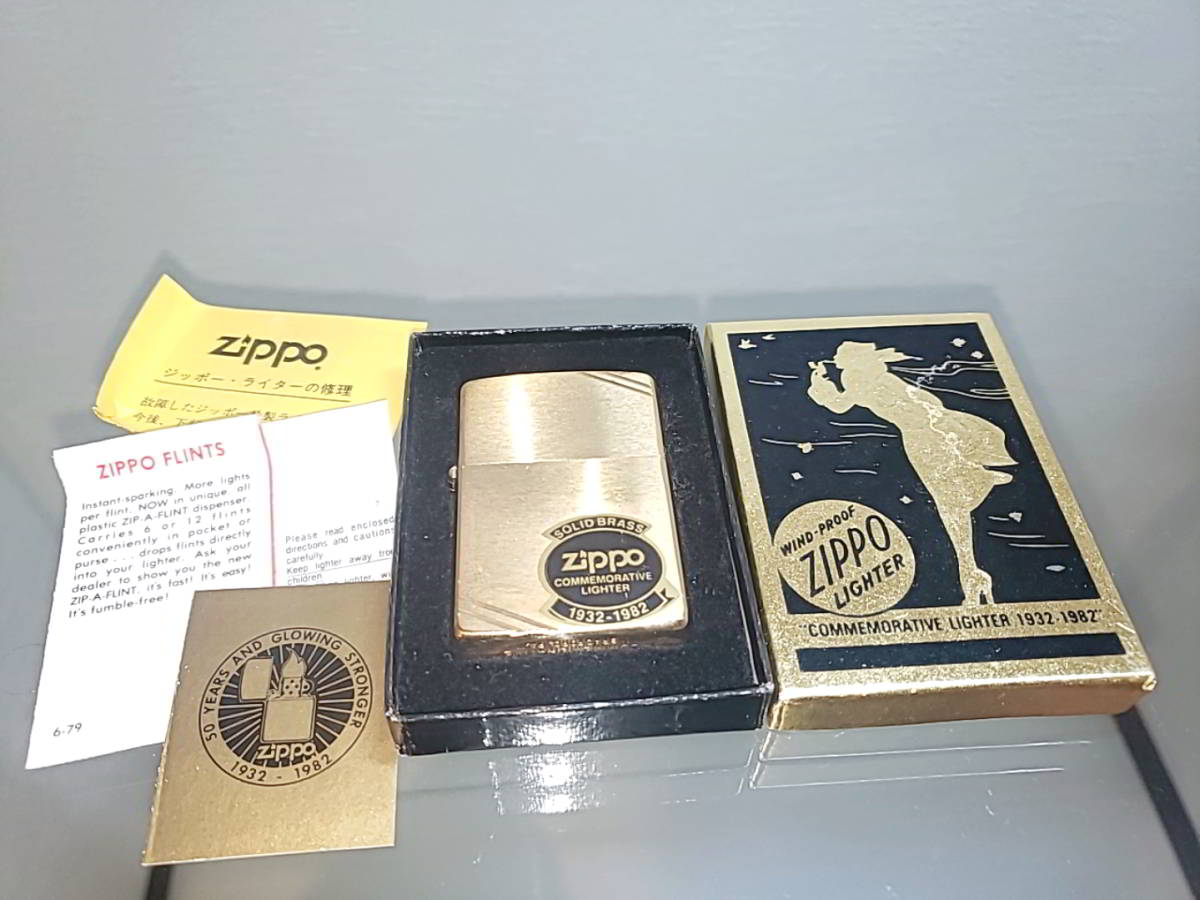 Zippo
ジッポー・ライターの修理
故障したジッポー
今後、下
ZIPPO FLINTS
Instant-sparking. More lights
per flint. NOW in unique, all
plastic ZIP-A-FLINT dispenser.
Carries 6 or 12 flints
conveniently in pocket or
purse . . . . drops flints directly
into your lighter. Ask your
dealer to show you the new
ZIP-A-FLINT. it's fast! It's easy!
It's fumble-free!
6-79
Please read enclosed
directions and cautions
carefully.
Keep lighter away from
children.
50 YEARS AND GLOWING STRONGER
Zippo
1932 - 1982
SOLID BRASS
Zippo
COMMEMORATIVE
LIGHTER
1932-1982
WIND-PROOF
ZIPPO
LIGHTER
"COMMEMORATIVE LIGHTER 1932-1982"